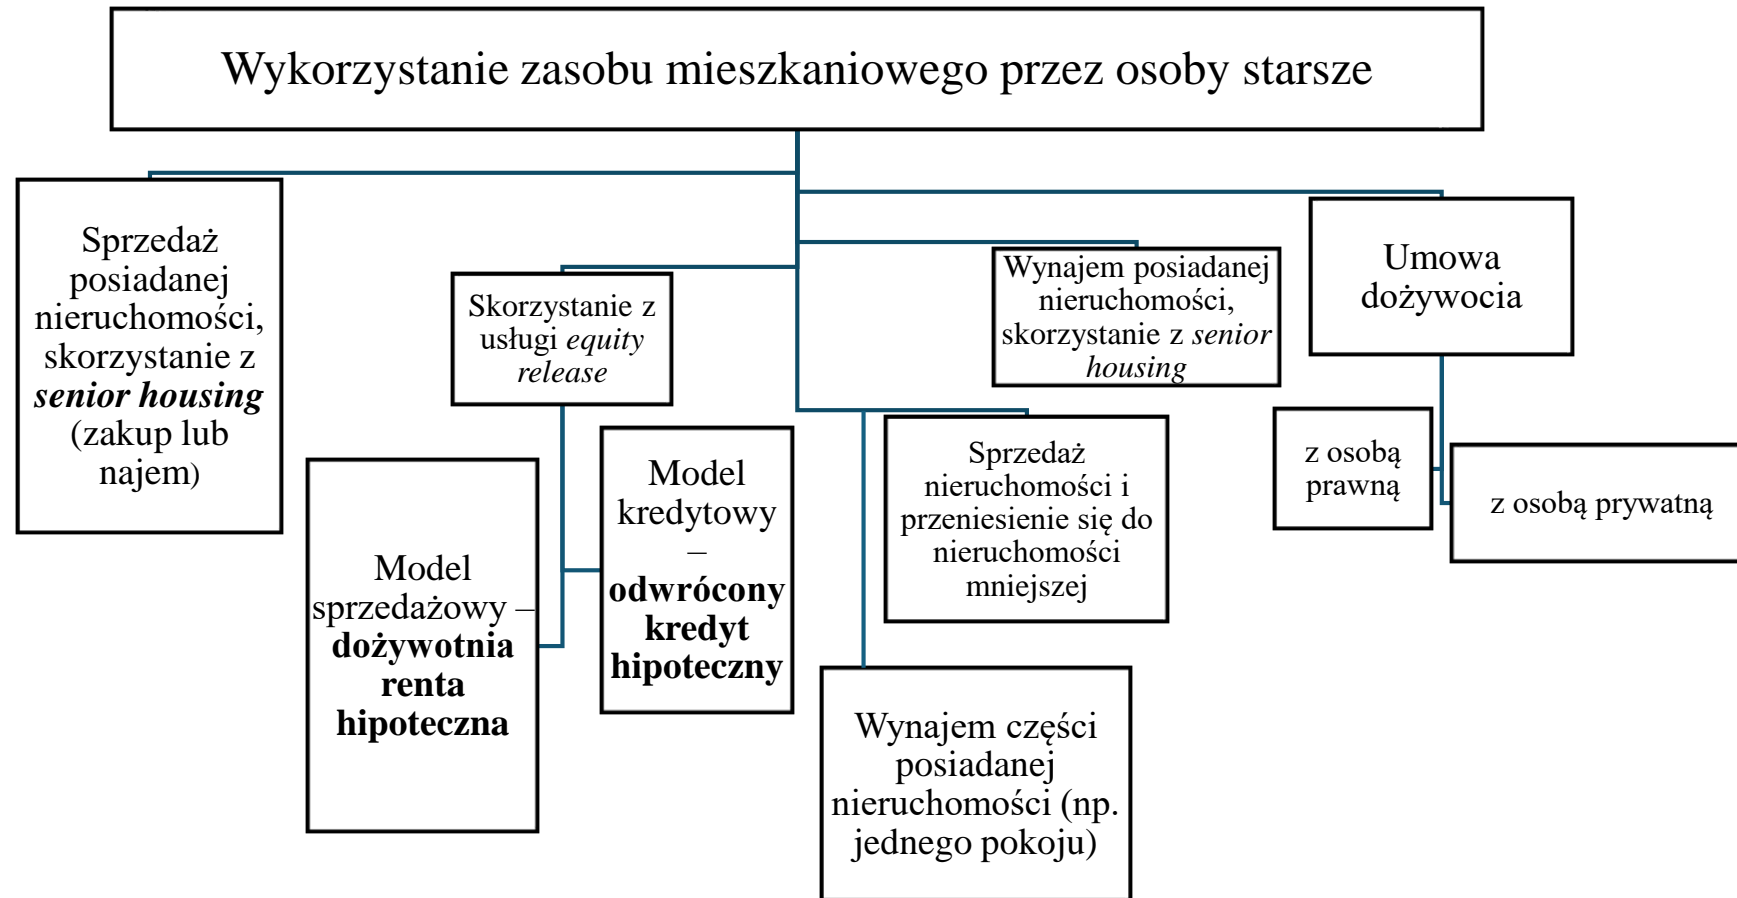 Wykorzystanie zasobu mieszkaniowego przez osoby starsze
Sprzedaż
posiadanej
nieruchomości,
skorzystanie z
senior housing
(zakup lub
najem)
Skorzystanie z
usługi equity
release
Model
sprzedażowy –
dożywotnia
renta
hipoteczna
Model
kredytowy
–
odwrócony
kredyt
hipoteczny
Wynajem posiadanej
nieruchomości,
skorzystanie z senior
housing
Sprzedaż
nieruchomości i
przeniesienie się do
nieruchomości
mniejszej
Wynajem części
posiadanej
nieruchomości (np.
jednego pokoju)
Umowa
dożywocia
z osobą
prawną
z osobą prywatną